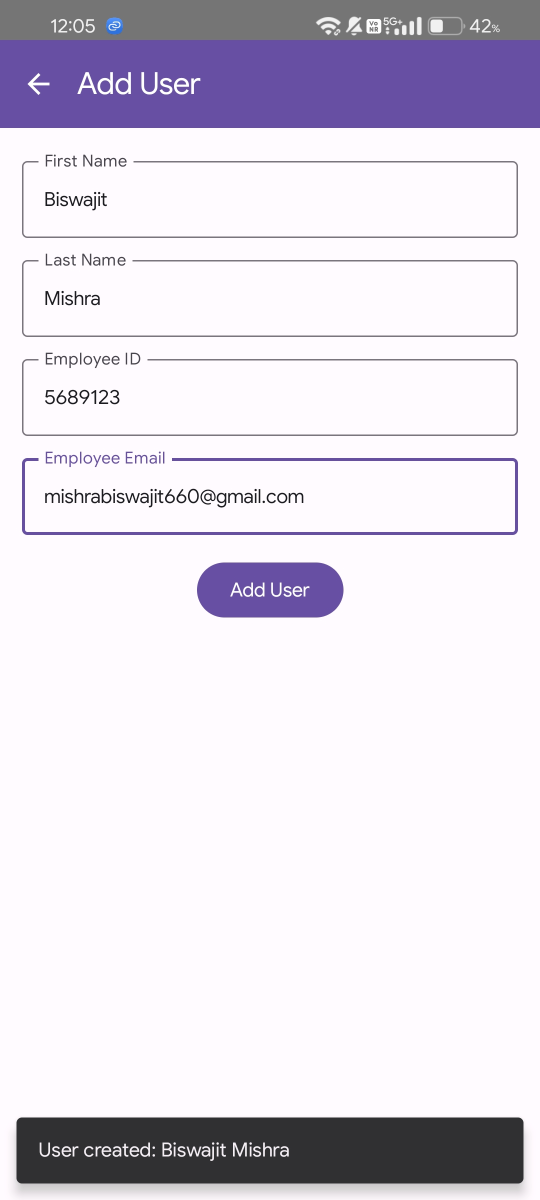 12:05
VoNR 5G+ 42%
Add User
First Name
Biswajit
Last Name
Mishra
Employee ID
5689123
Employee Email
mishrabiswajit660@gmail.com
Add User
User created: Biswajit Mishra